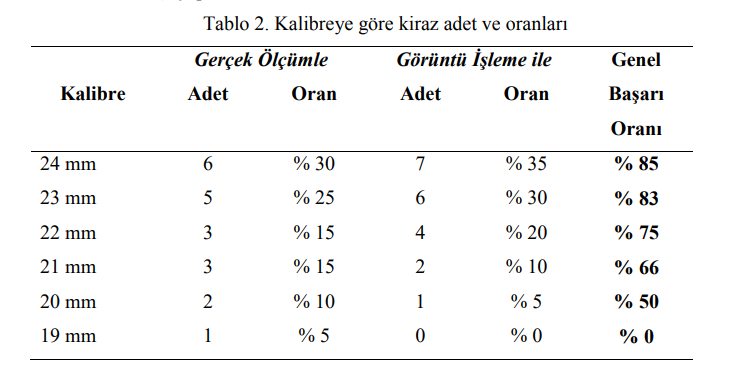 Tablo 2. Kalibreye göre kiraz adet ve oranları
Gerçek Ölçümle Görüntü İşleme ile Genel
Kalibre Adet Oran Adet Oran Başarı
Oranı
24 mm 6 % 30 7 % 35 % 85
23 mm 5 % 25 6 % 30 % 83
22 mm 3 % 15 4 % 20 % 75
21 mm 3 % 15 2 % 10 % 66
20 mm 2 % 10 1 % 5 % 50
19 mm 1 % 5 0 % 0 % 0